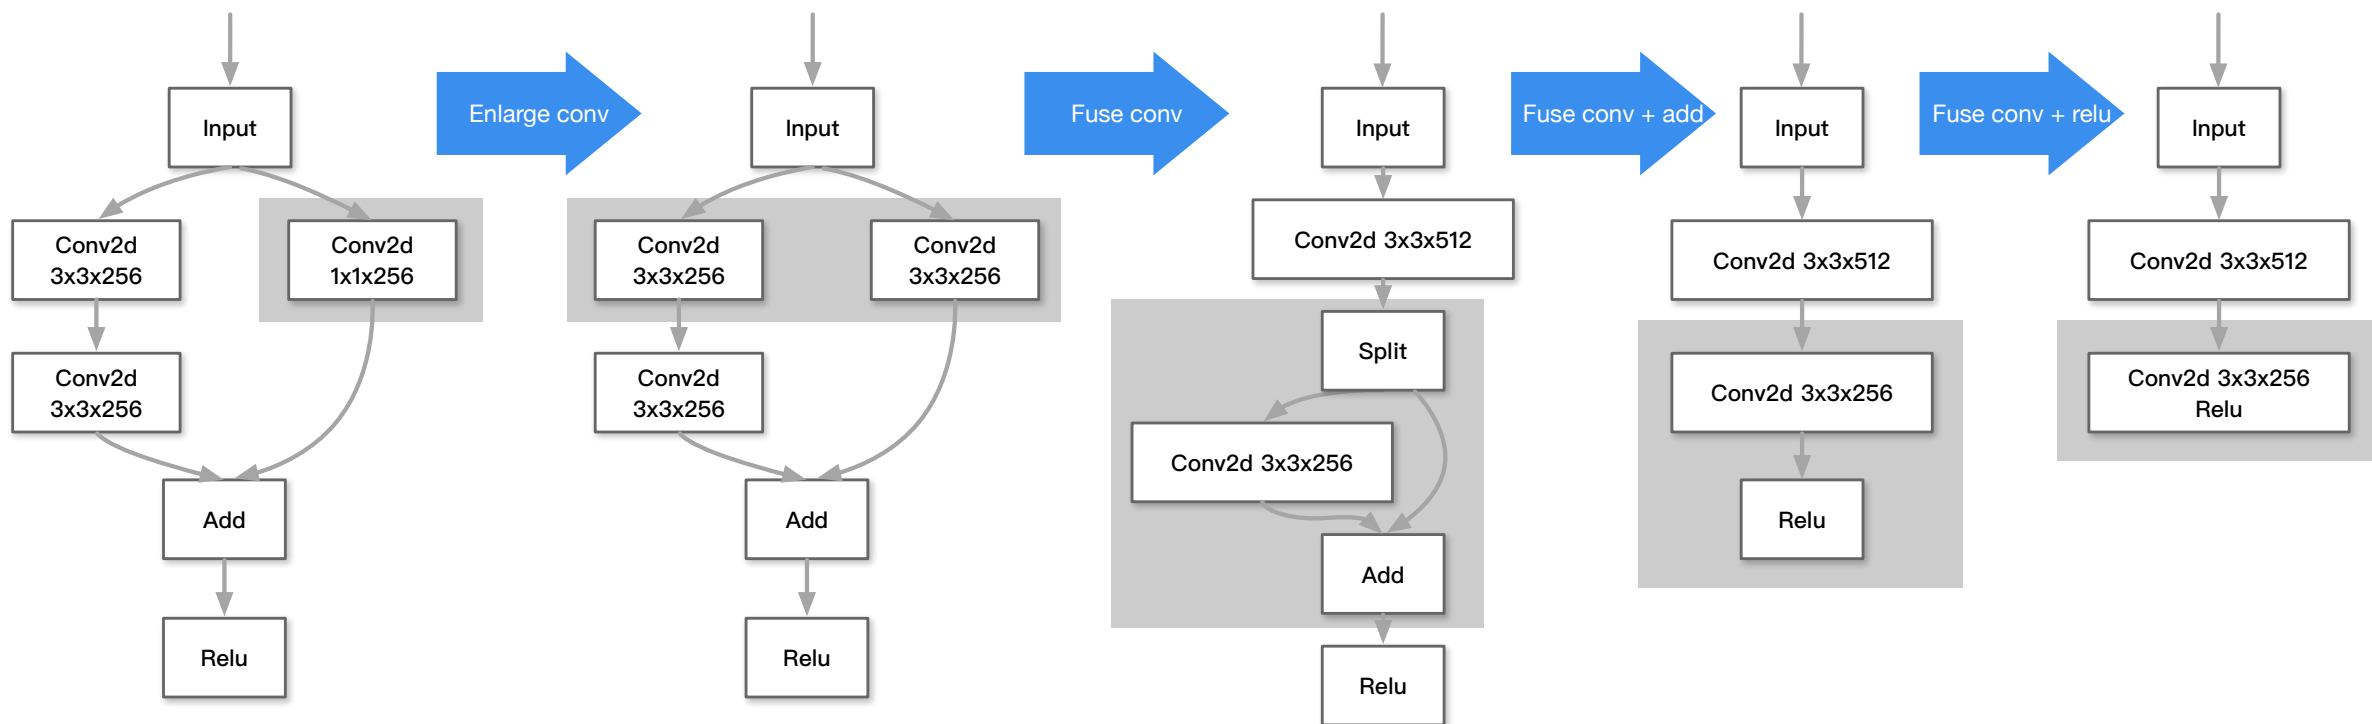 Input
Conv2d
3x3x256
Conv2d
1x1x256
Conv2d
3x3x256
Add
Relu
Enlarge conv
Input
Conv2d
3x3x256
Conv2d
3x3x256
Conv2d
3x3x256
Add
Relu
Fuse conv
Input
Conv2d 3x3x512
Split
Conv2d 3x3x256
Add
Relu
Fuse conv + add
Input
Conv2d 3x3x512
Conv2d 3x3x256
Relu
Fuse conv + relu
Input
Conv2d 3x3x512
Conv2d 3x3x256
Relu